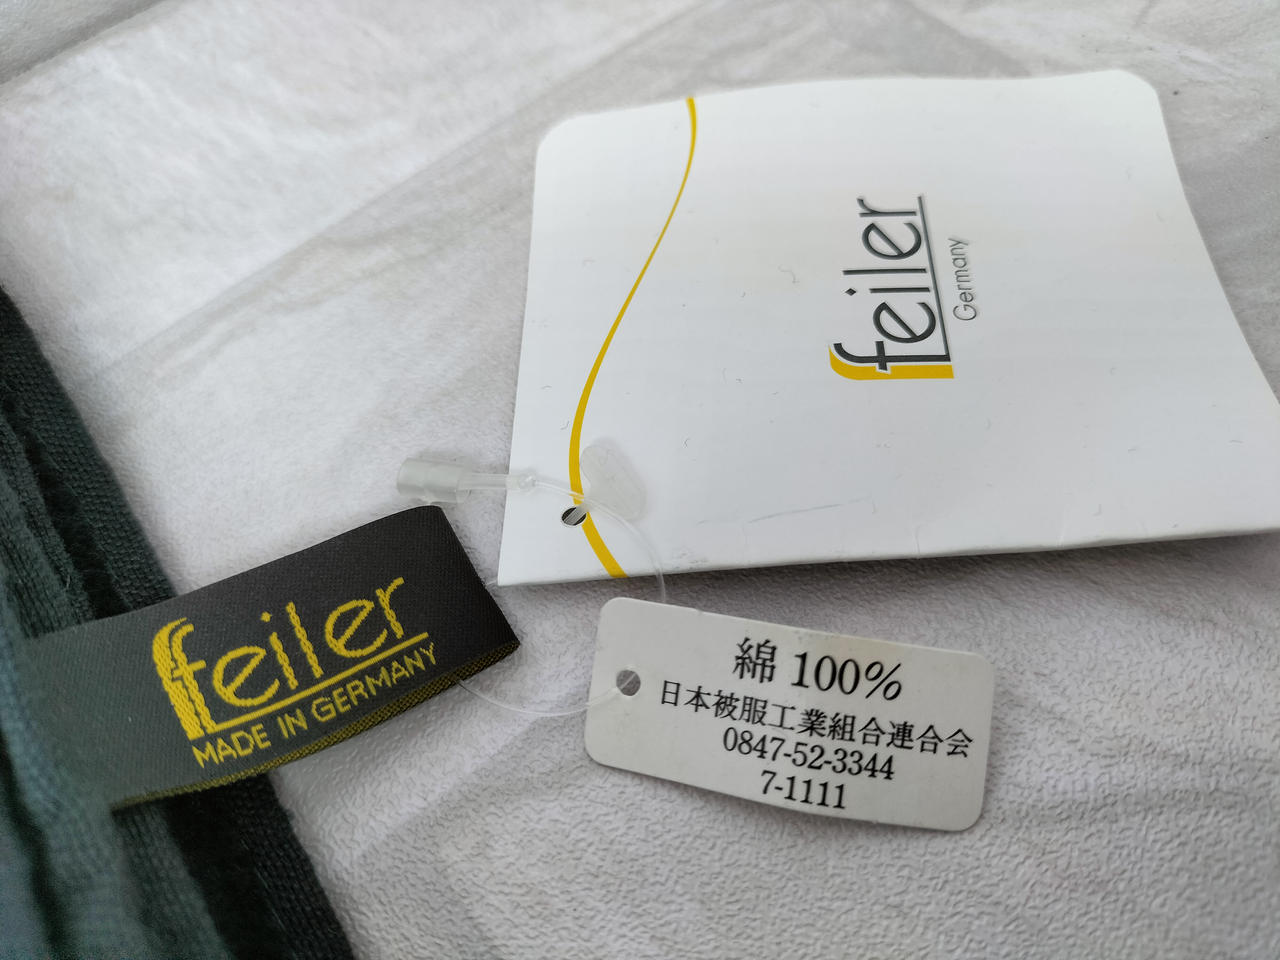 feiler
Germany
feiler
MADE IN GERMANY
綿 100%
日本被服工業組合連合会
0847-52-3344
7-1111